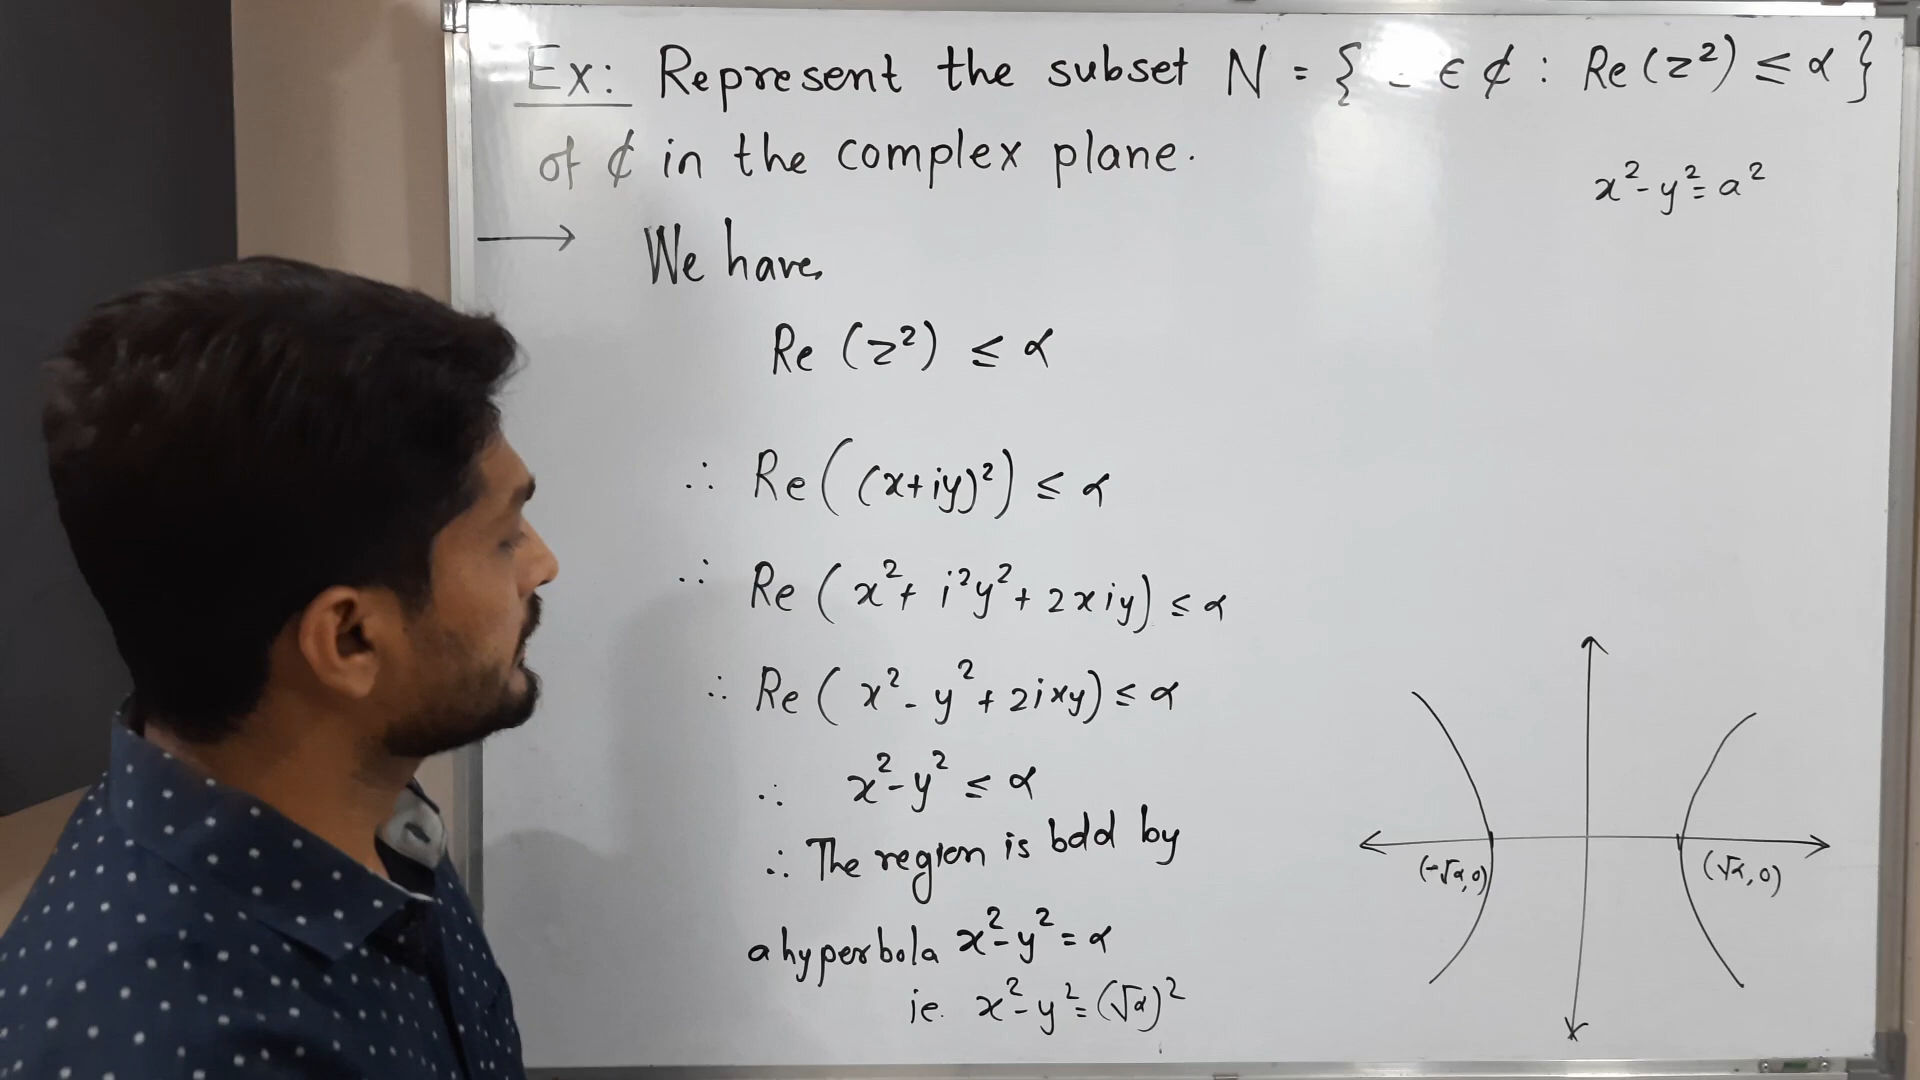 Ex: Represent the subset N = { - ∈ ₵ : Re (z²) ≤ α }
of ₵ in the complex plane.
x² - y² = a²
→ We have,
Re (z²) ≤ α
∴ Re ( (x+iy)² ) ≤ α
∴ Re ( x² + i²y² + 2xiy ) ≤ α
∴ Re ( x² - y² + 2ixy ) ≤ α
∴ x² - y² ≤ α
∴ The region is bdd by
a hyperbola x² - y² = α
ie. x² - y² = (√α)²
(-√α, 0)
(√α, 0)